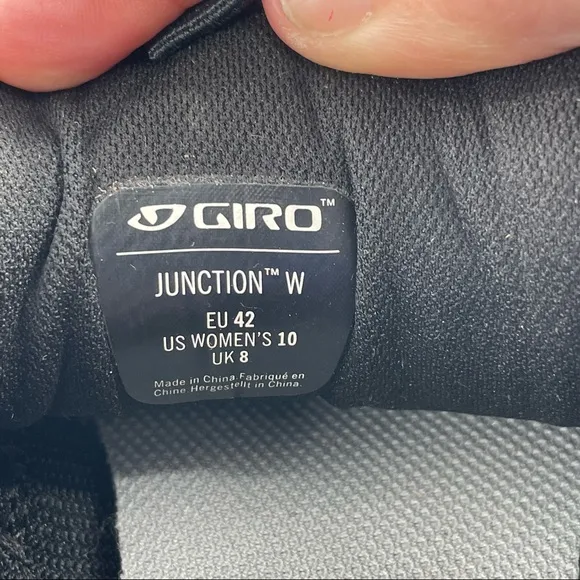 GIRO™
JUNCTION™ W
EU 42
US WOMEN'S 10
UK 8
Made in China Fabriqué en
Chine Hergestellt in China.